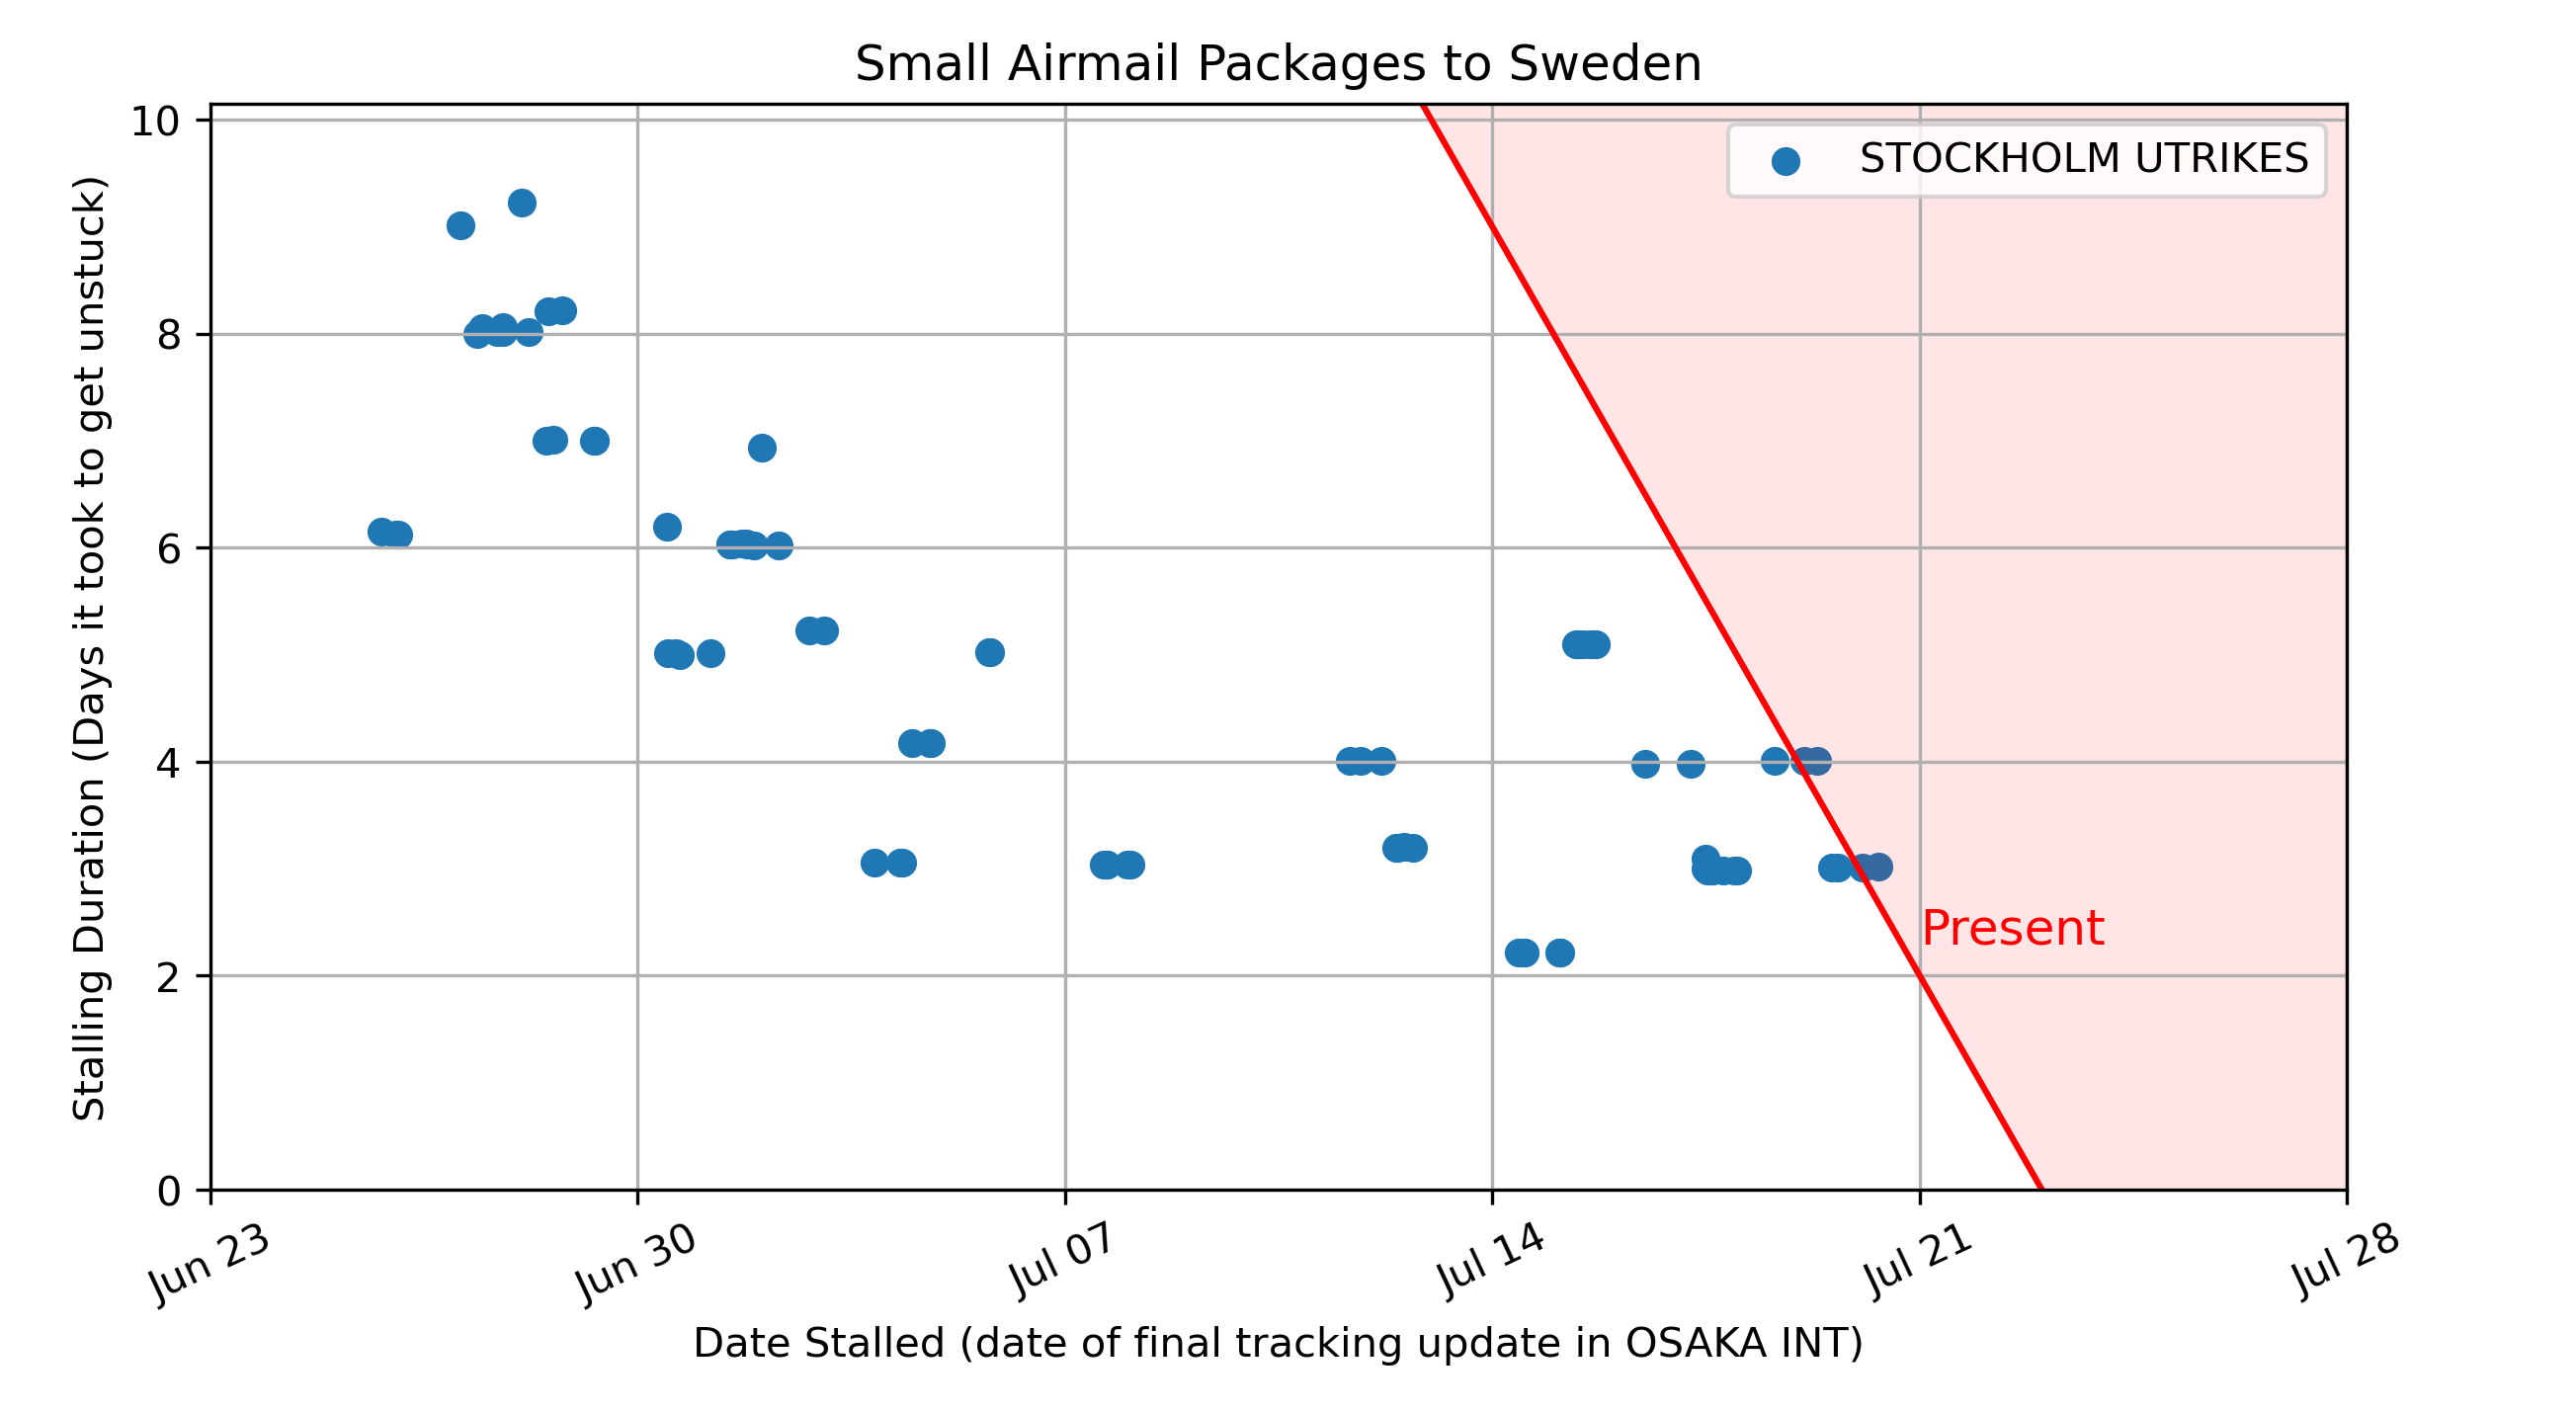 Small Airmail Packages to Sweden
STOCKHOLM UTRIKES
Stalling Duration (Days it took to get unstuck)
10
8
6
4
2
0
Present
Jun 23
Jun 30
Jul 07
Jul 14
Jul 21
Jul 28
Date Stalled (date of final tracking update in OSAKA INT)